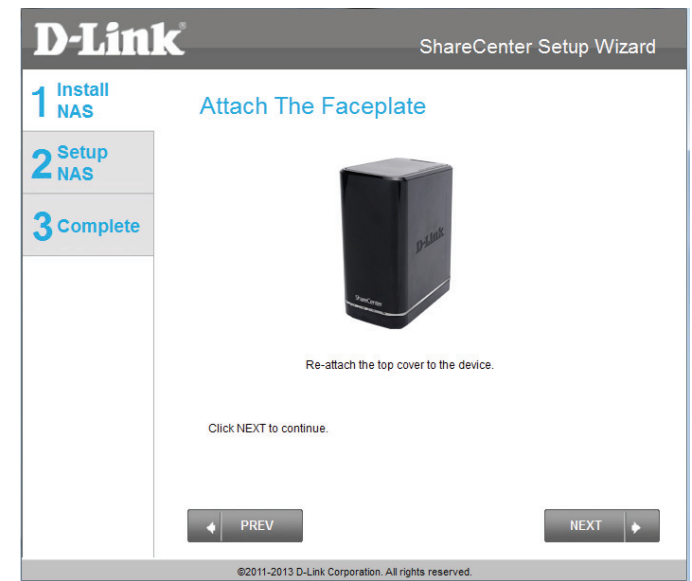 D-Link
ShareCenter Setup Wizard
1 Install
NAS
2 Setup
NAS
3 Complete
Attach The Faceplate
D-Link
ShareCenter
Re-attach the top cover to the device.
Click NEXT to continue.
PREV
NEXT
©2011-2013 D-Link Corporation. All rights reserved.